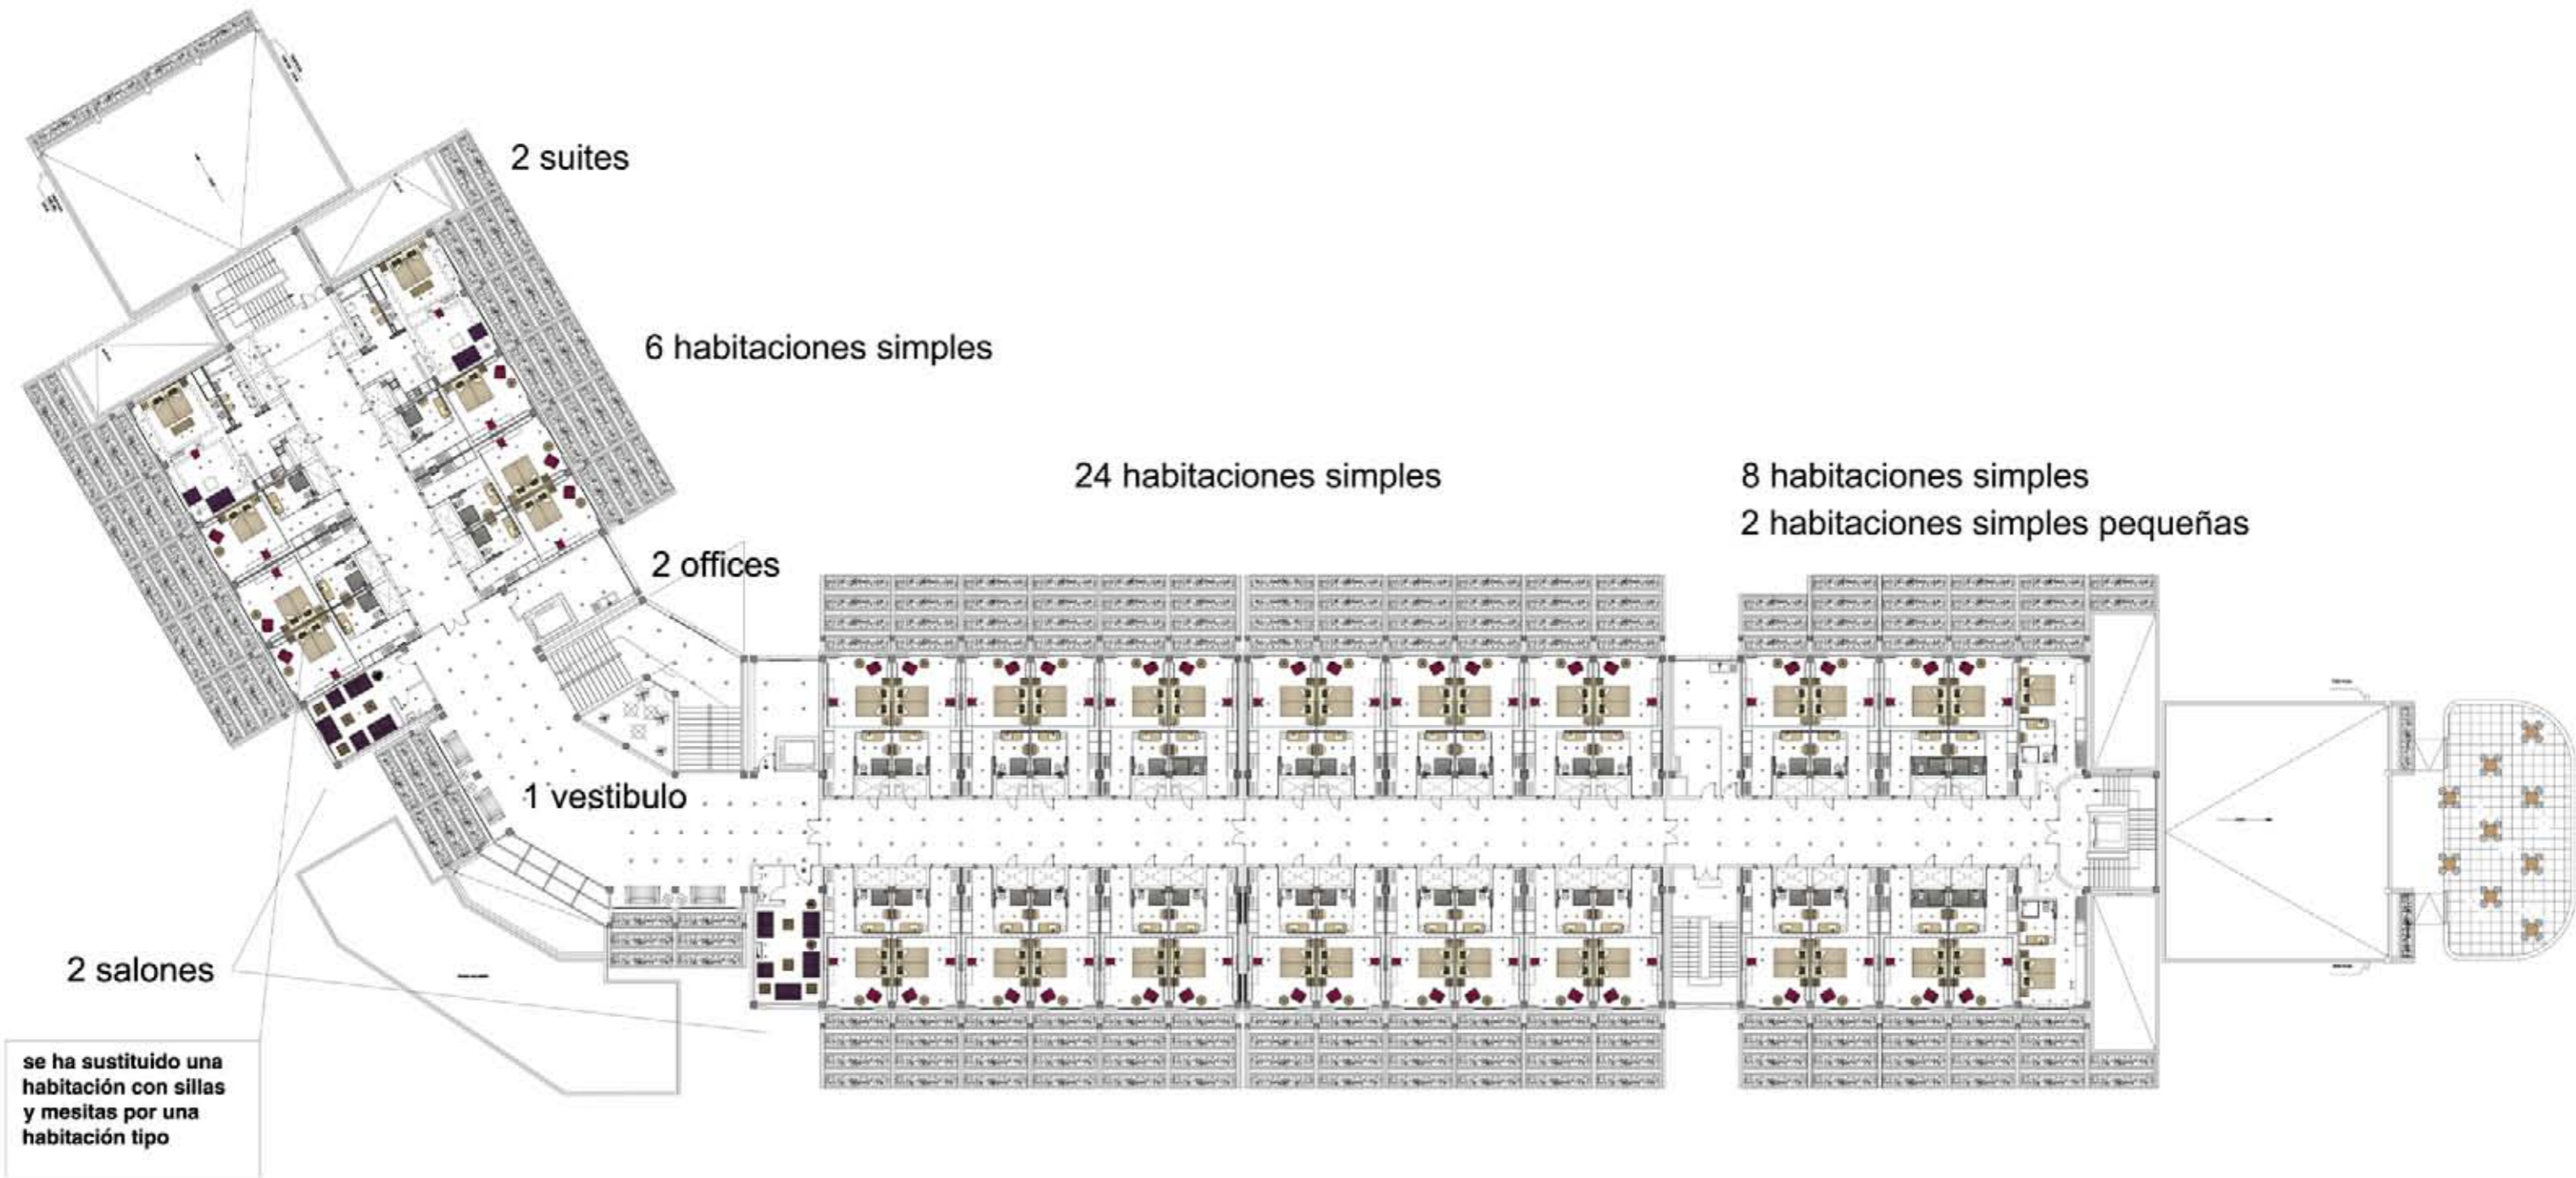 2 suites
6 habitaciones simples
24 habitaciones simples
8 habitaciones simples
2 habitaciones simples pequeñas
2 offices
1 vestibulo
2 salones
se ha sustituido una
habitación con sillas
y mesitas por una
habitación tipo